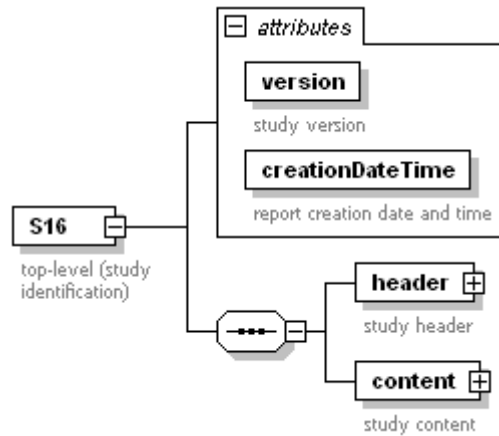 attributes
version
study version
creationDateTime
report creation date and time
S16
top-level (study
identification)
header
study header
content
study content